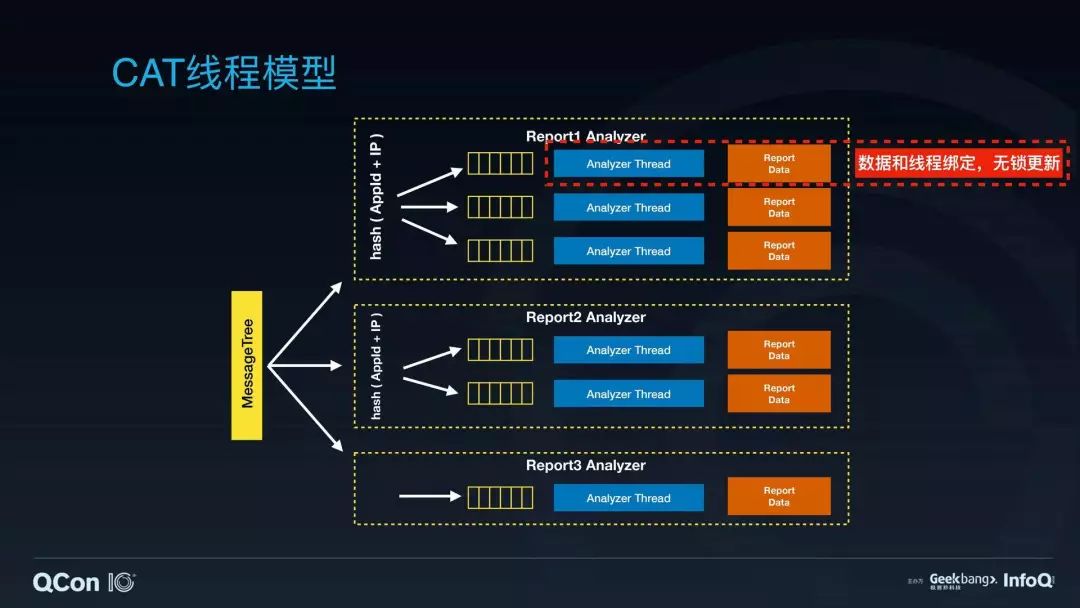 CAT线程模型
Report1 Analyzer
hash ( AppId + IP )
Analyzer Thread
Report
Data
数据和线程绑定，无锁更新
Analyzer Thread
Report
Data
Analyzer Thread
Report
Data
MessageTree
Report2 Analyzer
hash ( AppId + IP )
Analyzer Thread
Report
Data
Analyzer Thread
Report
Data
Report3 Analyzer
Analyzer Thread
Report
Data
QCon 10
主办方
Geekbang>.
极客邦科技
InfoQ